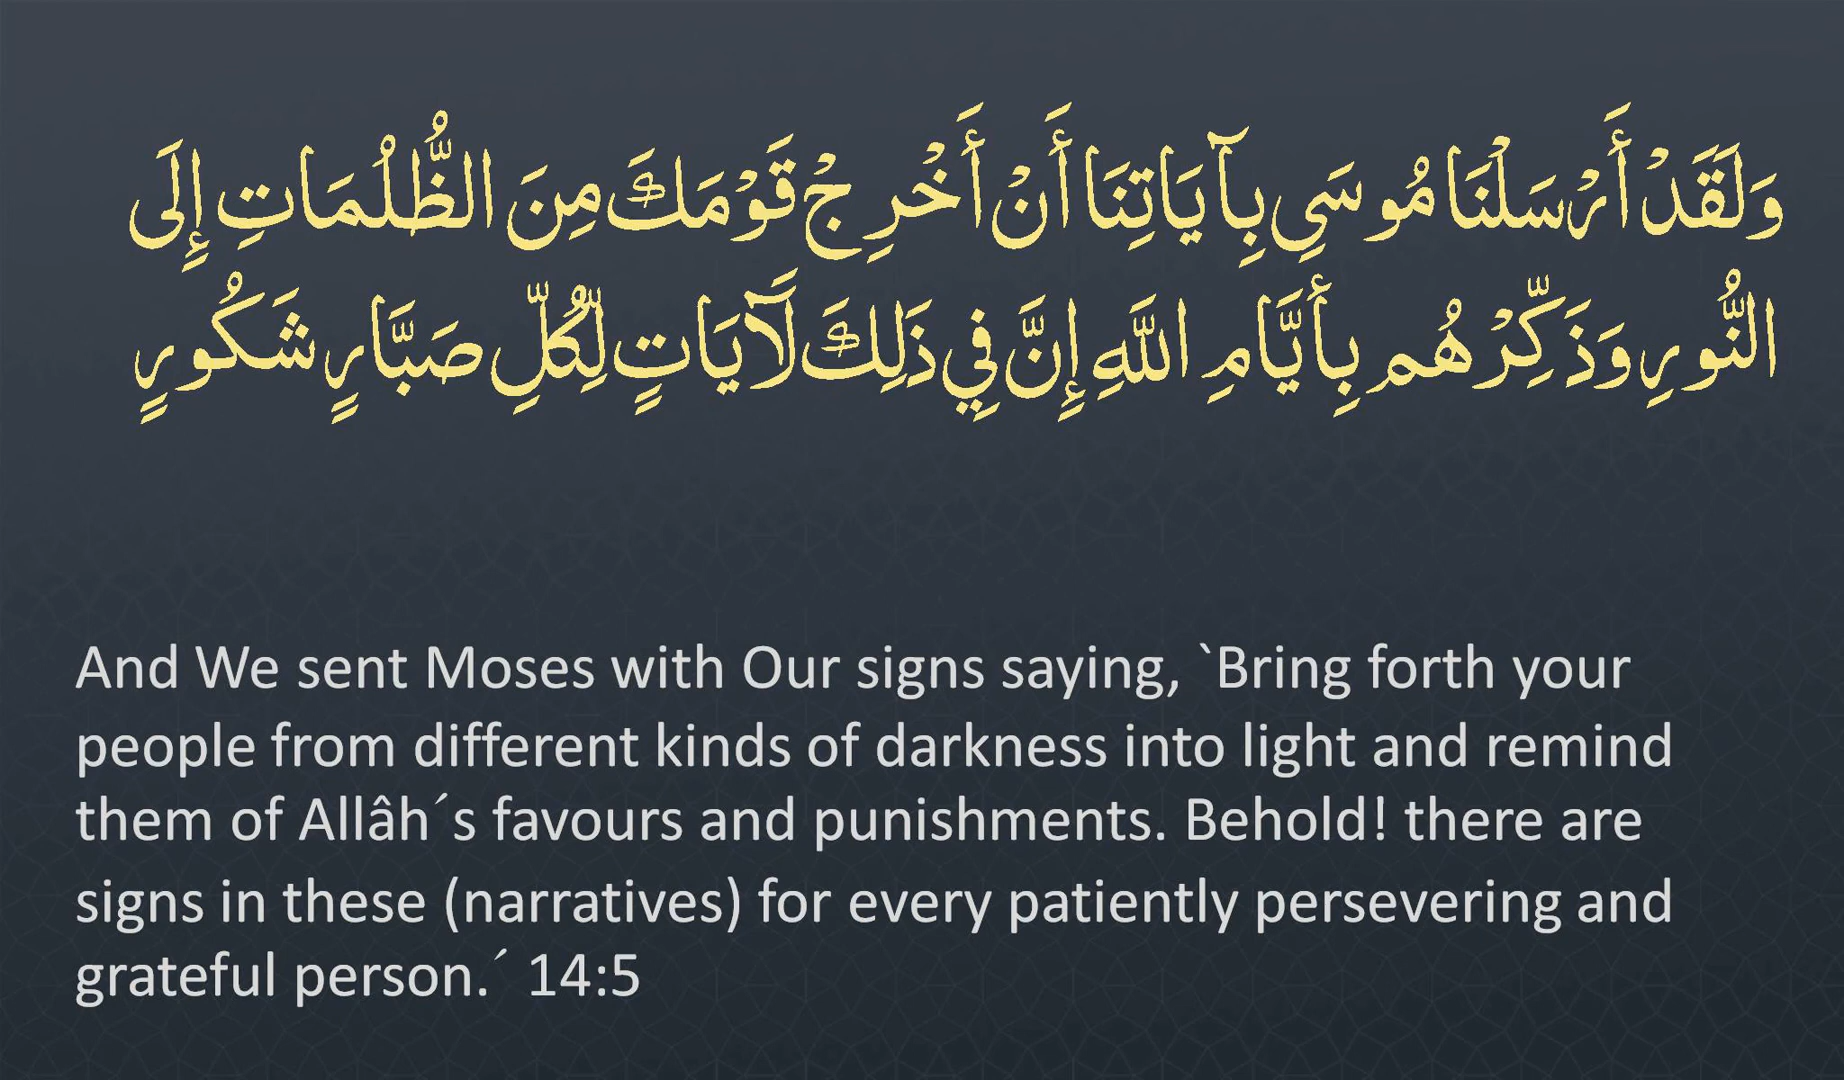 وَلَقَدْ أَرْسَلْنَا مُوسَي بِآيَاتِنَا أَنْ أَخْرِجْ قَوْمَكَ مِنَ الظُّلُمَاتِ إِلَى
النُّورِ وَذَكِّرْهُم بِأَيَّامِ اللَّهِ إِنَّ فِي ذَلِكَ لَآيَاتٍ لِّكُلِّ صَبَّارٍ شَكُورٍ
And We sent Moses with Our signs saying, `Bring forth your
people from different kinds of darkness into light and remind
them of Allâh´s favours and punishments. Behold! there are
signs in these (narratives) for every patiently persevering and
grateful person.´ 14:5